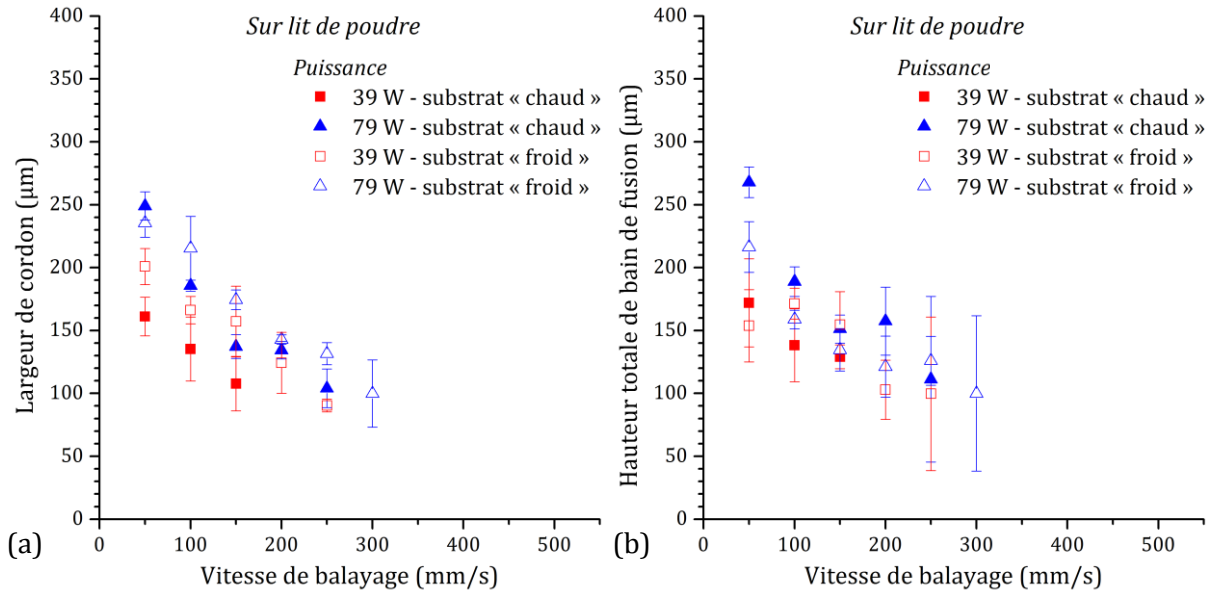 Sur lit de poudre
Puissance
39 W - substrat « chaud »
79 W - substrat « chaud »
39 W - substrat « froid »
79 W - substrat « froid »
Largeur de cordon (µm)
400
350
300
250
200
150
100
50
0
0 100 200 300 400 500
Vitesse de balayage (mm/s)
(a)
Sur lit de poudre
Puissance
39 W - substrat « chaud »
79 W - substrat « chaud »
39 W - substrat « froid »
79 W - substrat « froid »
Hauteur totale de bain de fusion (µm)
400
350
300
250
200
150
100
50
0
0 100 200 300 400 500
Vitesse de balayage (mm/s)
(b)